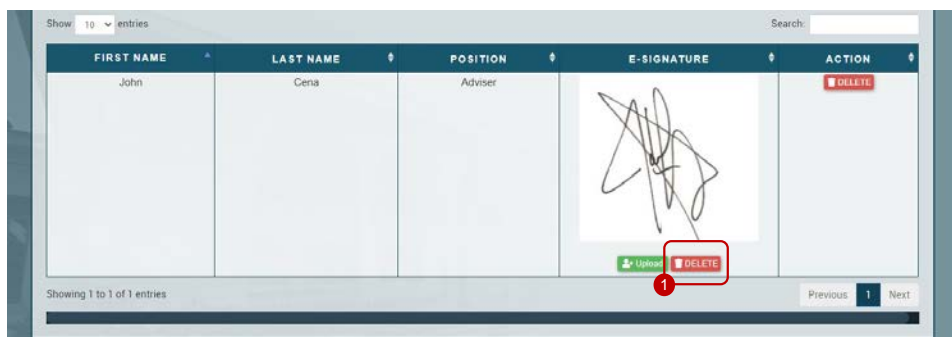 Show 10 entries Search:
FIRST NAME LAST NAME POSITION E-SIGNATURE ACTION
John Cena Adviser DELETE
Upload DELETE
1
Showing 1 to 1 of 1 entries Previous 1 Next